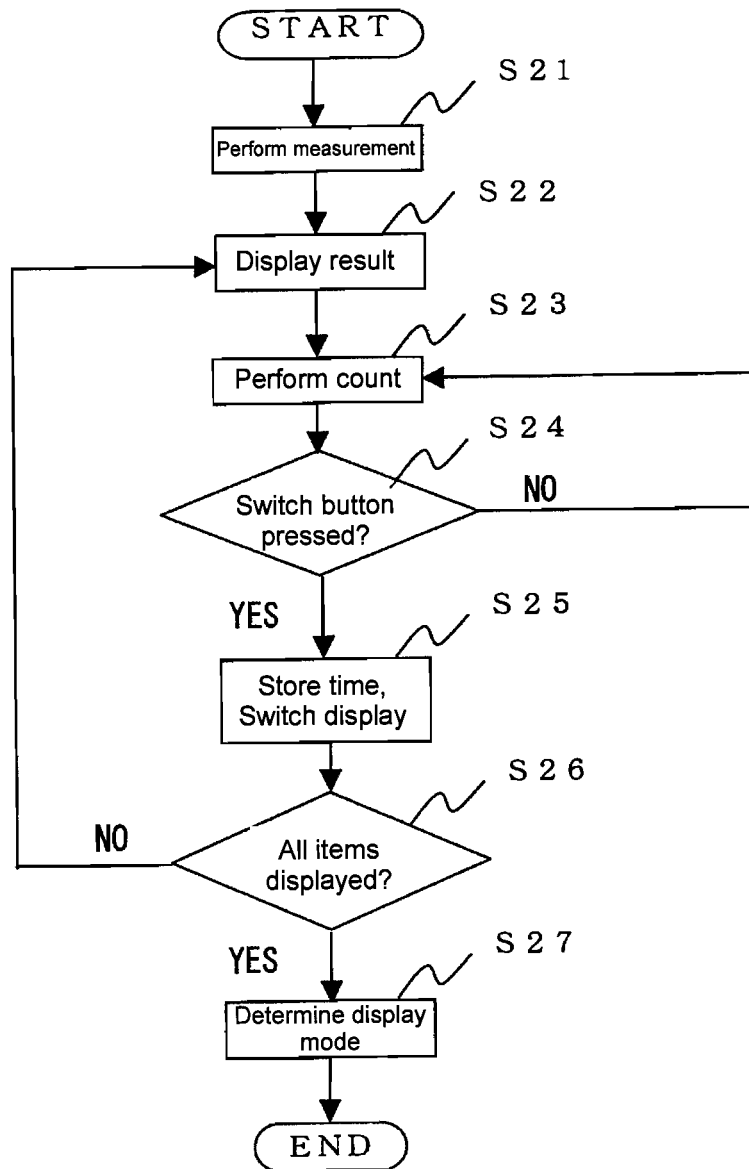 START
S21
Perform measurement
S22
Display result
S23
Perform count
S24
Switch button
pressed?
NO
YES
S25
Store time,
Switch display
S26
All items
displayed?
NO
YES
S27
Determine display
mode
END